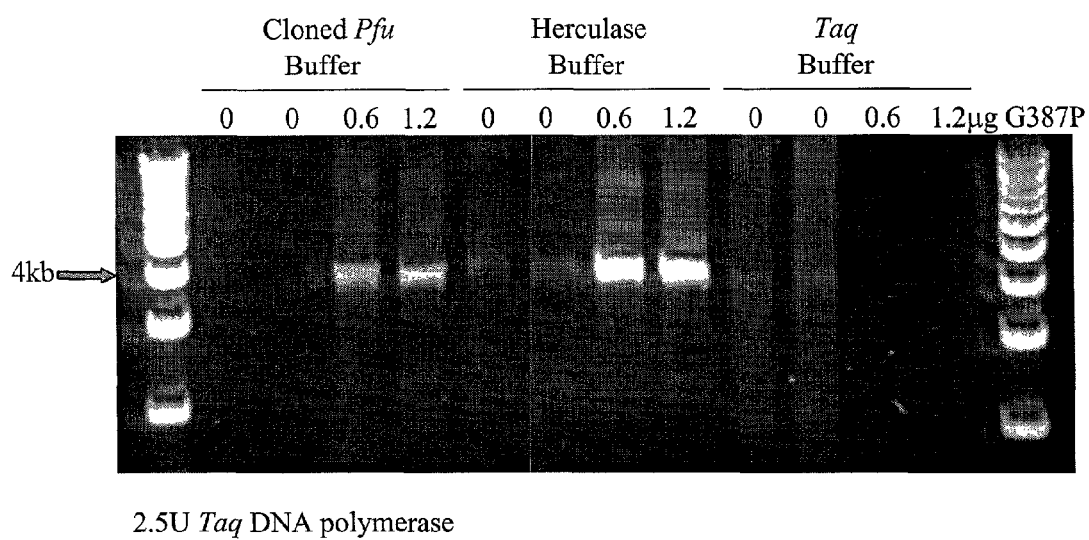 Cloned Pfu Buffer
Herculase Buffer
Taq Buffer
0 0 0.6 1.2 0 0 0.6 1.2 0 0 0.6 1.2µg G387P
4kb
2.5U Taq DNA polymerase